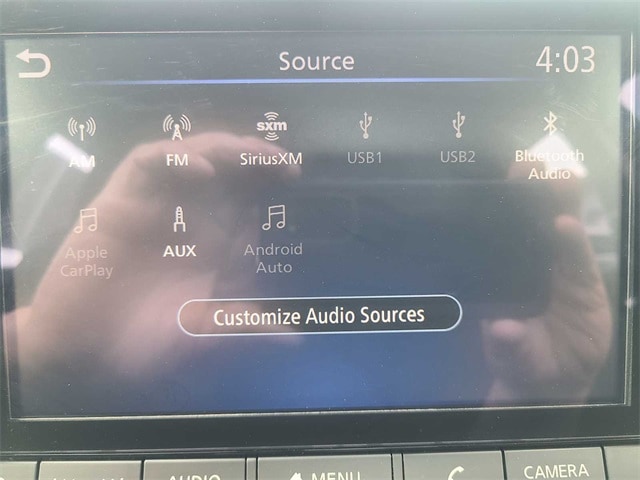 Source
4:03
AM
FM
sxm
SiriusXM
USB1
USB2
Bluetooth
Audio
Apple
CarPlay
AUX
Android
Auto
Customize Audio Sources
AUDIO
MENU
CAMERA